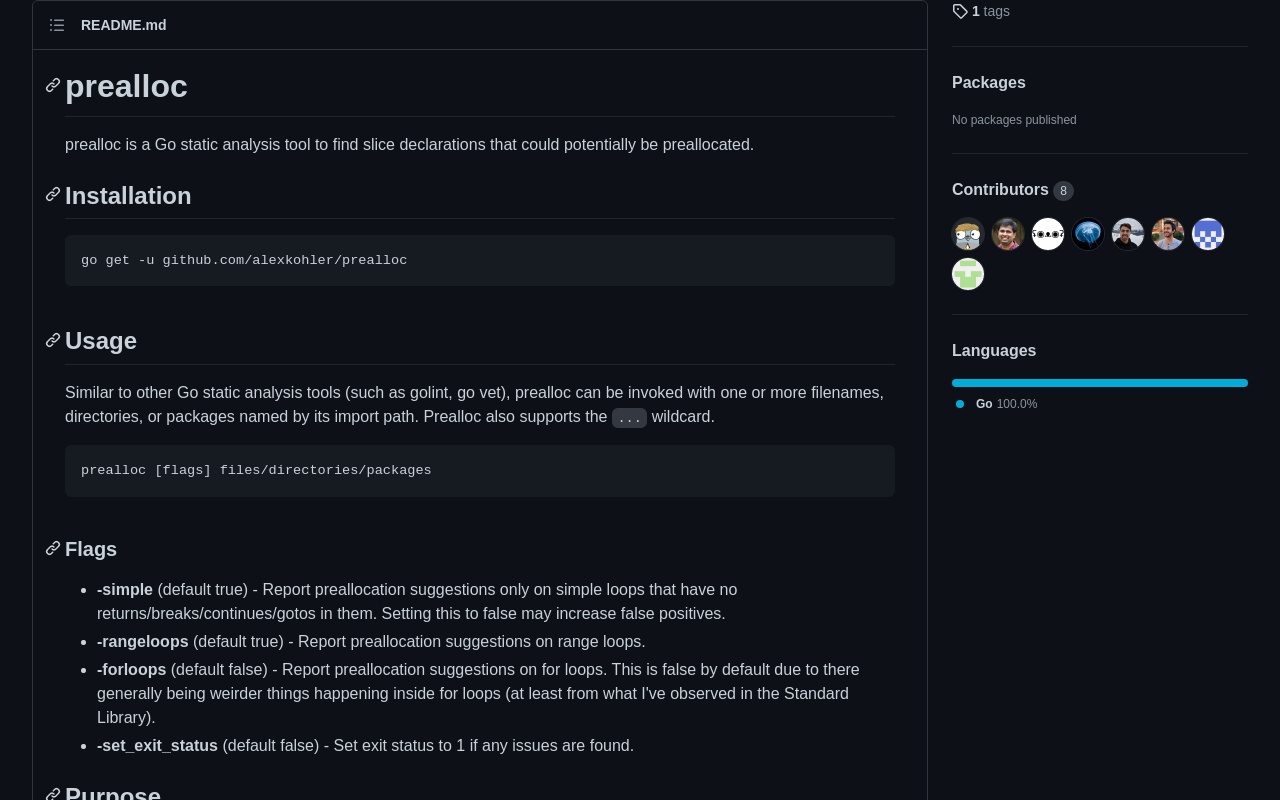 README.md
prealloc
prealloc is a Go static analysis tool to find slice declarations that could potentially be preallocated.
Installation
go get -u github.com/alexkohler/prealloc
Usage
Similar to other Go static analysis tools (such as golint, go vet), prealloc can be invoked with one or more filenames,
directories, or packages named by its import path. Prealloc also supports the ... wildcard.
prealloc [flags] files/directories/packages
Flags
-simple (default true) - Report preallocation suggestions only on simple loops that have no
returns/breaks/continues/gotos in them. Setting this to false may increase false positives.
-rangeloops (default true) - Report preallocation suggestions on range loops.
-forloops (default false) - Report preallocation suggestions on for loops. This is false by default due to there
generally being weirder things happening inside for loops (at least from what I've observed in the Standard
Library).
-set_exit_status (default false) - Set exit status to 1 if any issues are found.
Purpose
1 tags
Packages
No packages published
Contributors 8
Languages
Go 100.0%